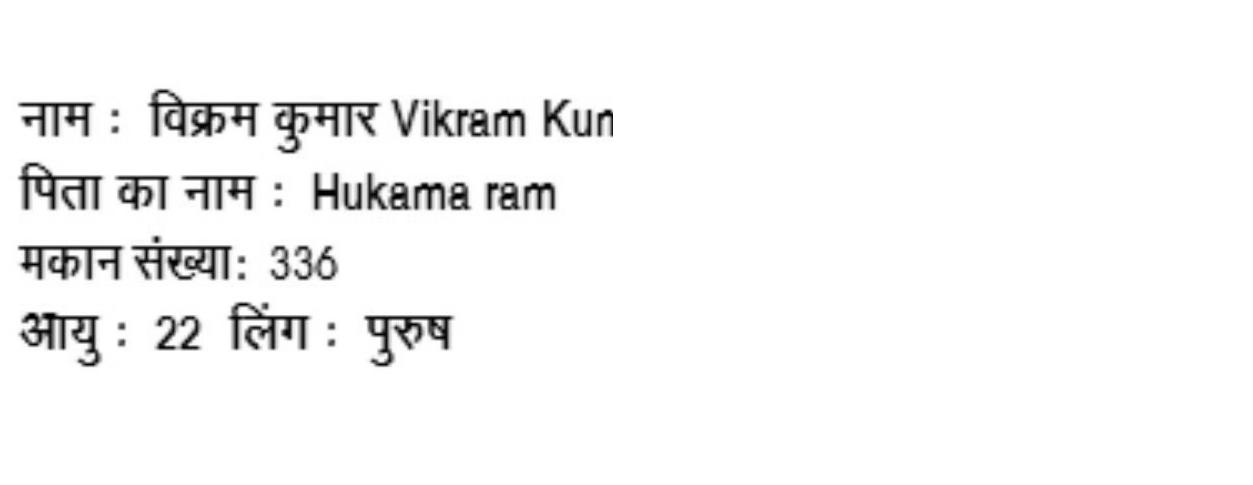 नाम : विक्रम कुमार Vikram Kun
पिता का नाम : Hukama ram
मकान संख्या: 336
आयु : 22 लिंग : पुरुष